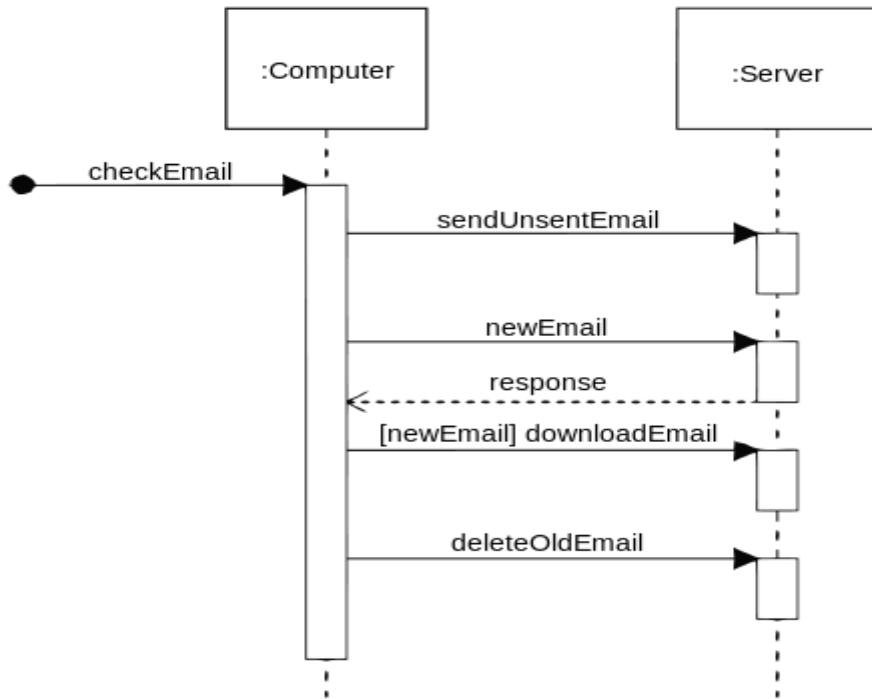 :Computer
:Server
checkEmail
sendUnsentEmail
newEmail
response
[newEmail] downloadEmail
deleteOldEmail